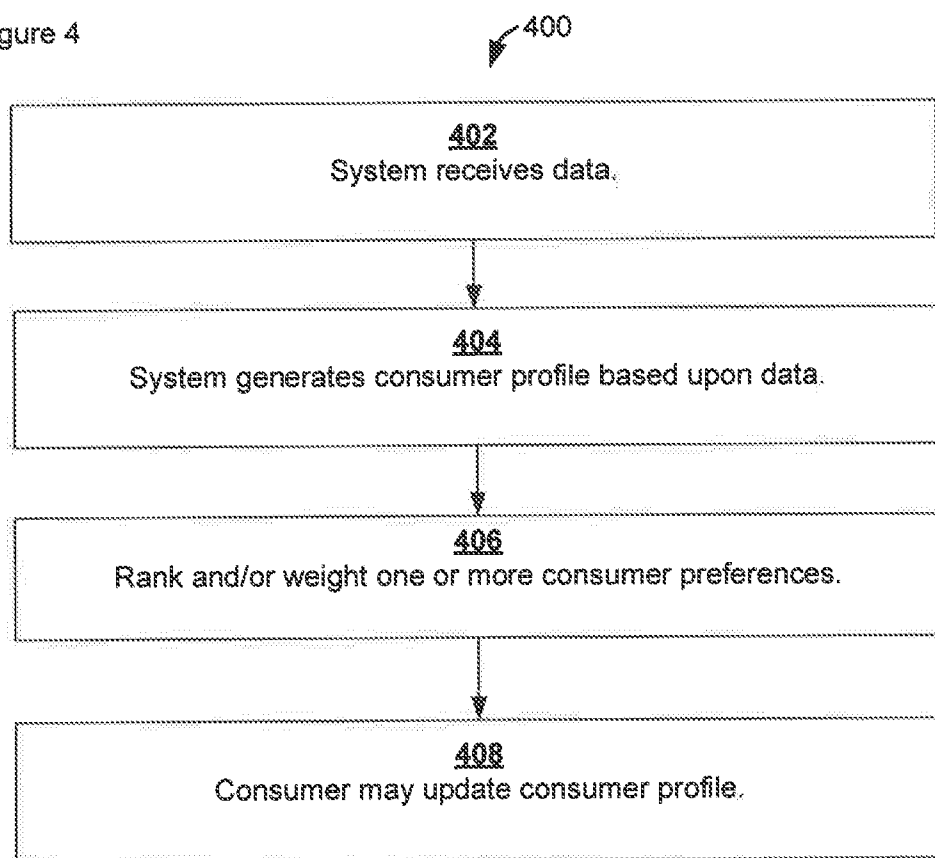 gure 4
400
402
System receives data.
404
System generates consumer profile based upon data.
406
Rank and/or weight one or more consumer preferences.
408
Consumer may update consumer profile.